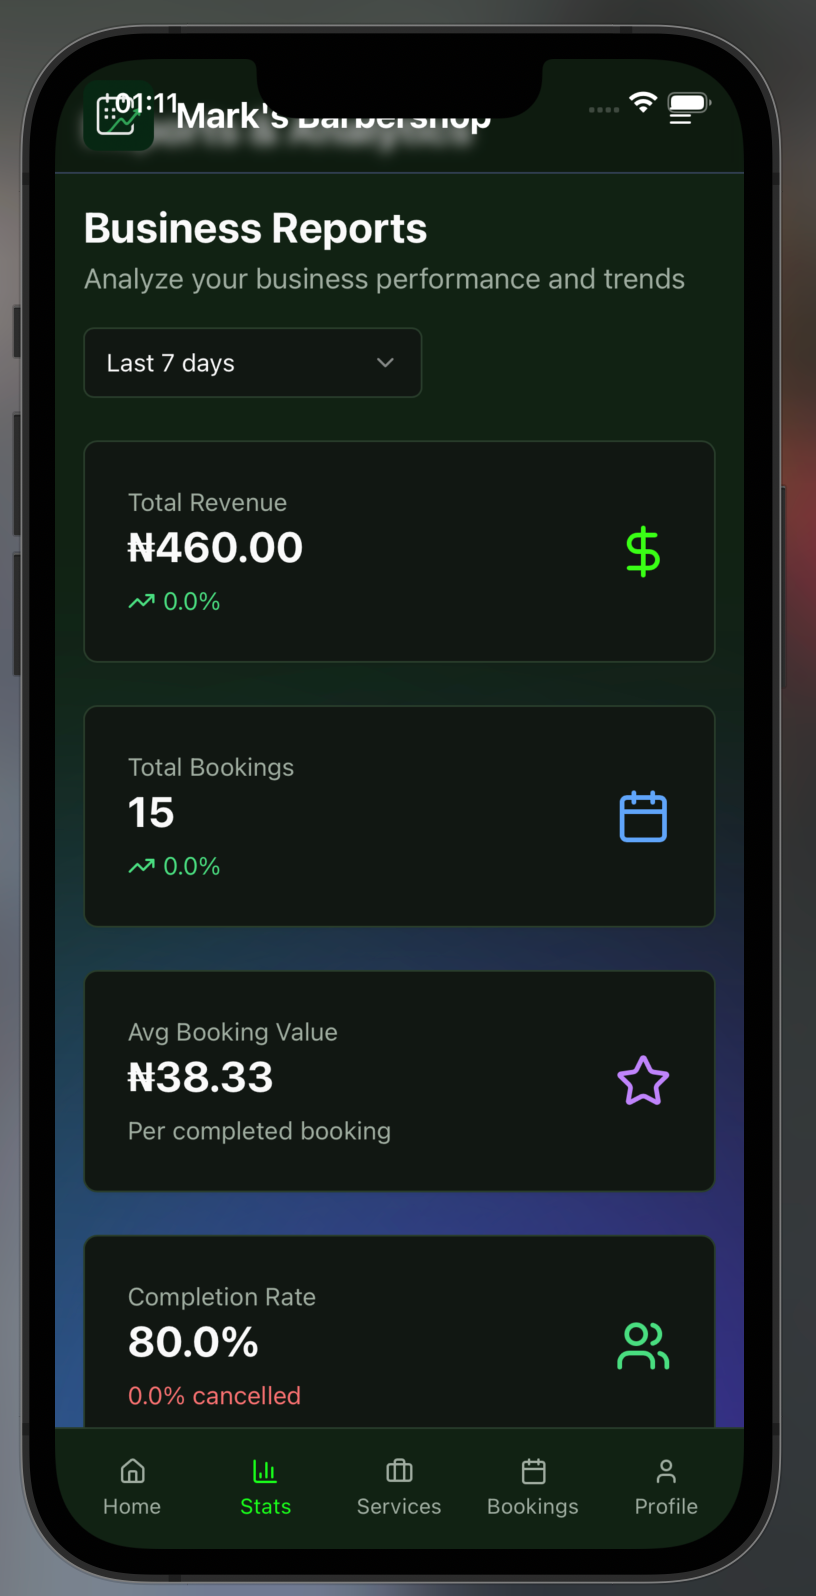 01:11
Mark's Barbershop
Business Reports
Analyze your business performance and trends
Last 7 days
Total Revenue
₦460.00
0.0%
Total Bookings
15
0.0%
Avg Booking Value
₦38.33
Per completed booking
Completion Rate
80.0%
0.0% cancelled
Home
Stats
Services
Bookings
Profile